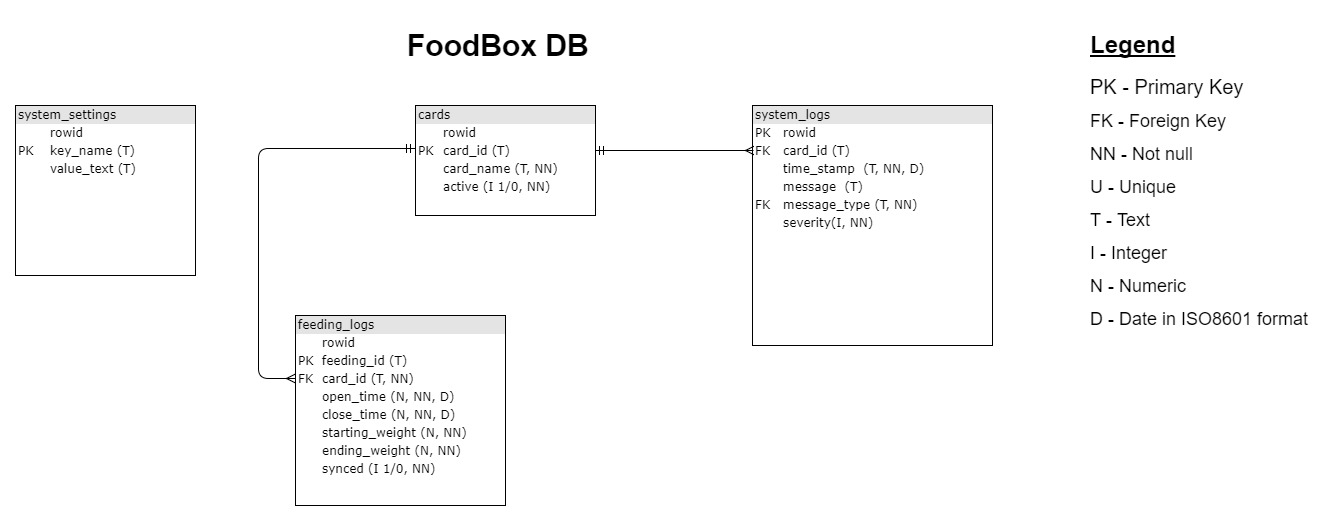 FoodBox DB
system_settings
rowid
PK key_name (T)
value_text (T)
cards
rowid
PK card_id (T)
card_name (T, NN)
active (I 1/0, NN)
system_logs
PK rowid
FK card_id (T)
time_stamp (T, NN, D)
message (T)
FK message_type (T, NN)
severity(I, NN)
feeding_logs
rowid
PK feeding_id (T)
FK card_id (T, NN)
open_time (N, NN, D)
close_time (N, NN, D)
starting_weight (N, NN)
ending_weight (N, NN)
synced (I 1/0, NN)
Legend
PK - Primary Key
FK - Foreign Key
NN - Not null
U - Unique
T - Text
I - Integer
N - Numeric
D - Date in ISO8601 format